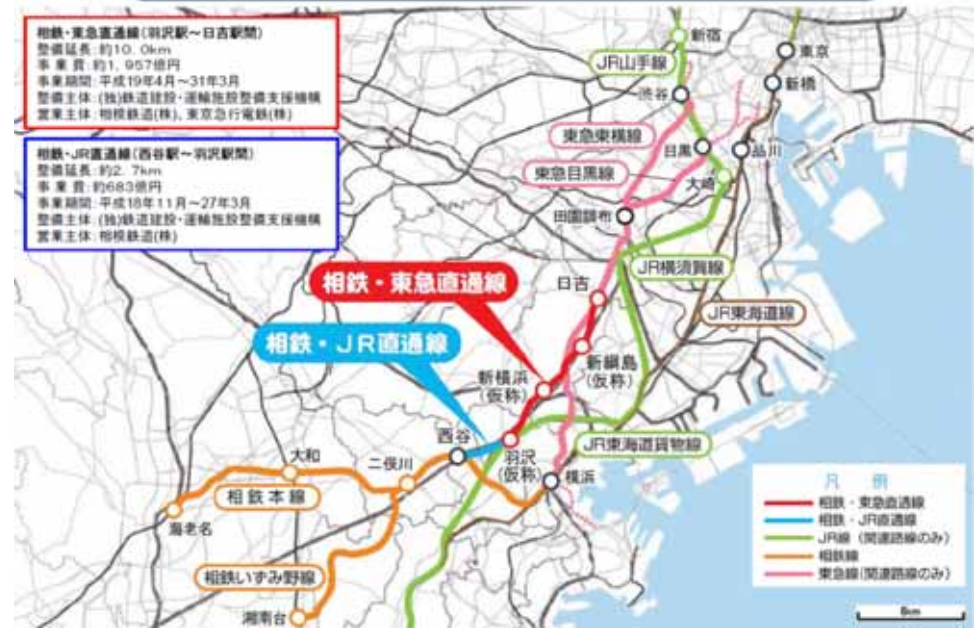 相鉄・東急直通線(羽沢駅～日吉駅間)
整備延長:約10.0km
事業費:約1,957億円
事業期間:平成19年4月～31年3月
整備主体:(独)鉄道建設・運輸施設整備支援機構
営業主体:相模鉄道(株)、東京急行電鉄(株)
相鉄・JR直通線(西谷駅～羽沢駅間)
整備延長:約2.7km
事業費:約683億円
事業期間:平成18年11月～27年3月
整備主体:(独)鉄道建設・運輸施設整備支援機構
営業主体:相模鉄道(株)
新宿
JR山手線
東京
新橋
渋谷
東急東横線
目黒
品川
東急目黒線
大崎
田園調布
JR横須賀線
日吉
相鉄・東急直通線
JR東海道線
相鉄・JR直通線
新綱島
(仮称)
新横浜
(仮称)
西谷
羽沢
(仮称)
JR東海道貨物線
大和
二俣川
横浜
相鉄本線
海老名
相鉄いずみ野線
湘南台
凡例
相鉄・東急直通線
相鉄・JR直通線
JR線(関連路線のみ)
相鉄線
東急線(関連路線のみ)